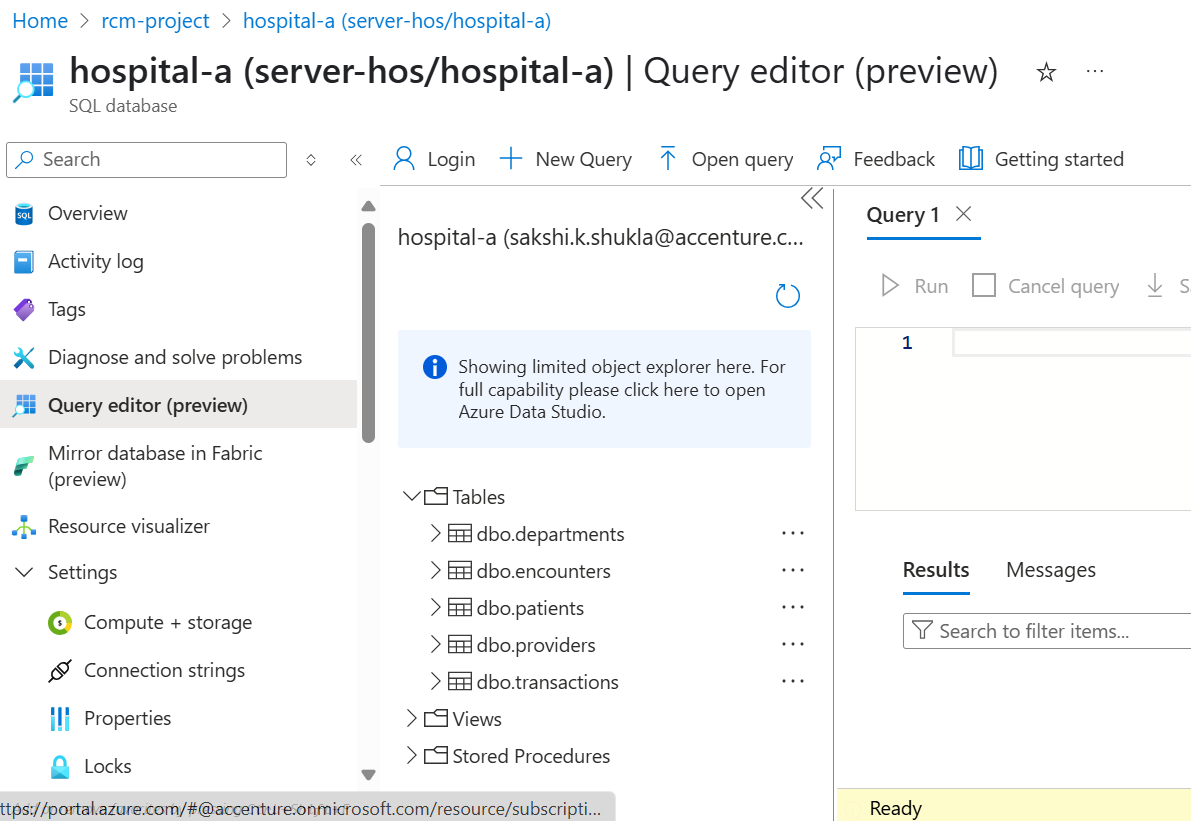 Home > rcm-project > hospital-a (server-hos/hospital-a)
hospital-a (server-hos/hospital-a) | Query editor (preview)
SQL database
Search
Login
New Query
Open query
Feedback
Getting started
Overview
Activity log
Tags
Diagnose and solve problems
Query editor (preview)
Mirror database in Fabric
(preview)
Resource visualizer
Settings
Compute + storage
Connection strings
Properties
Locks
ttps://portal.azure.com/#@accenture.onmicrosoft.com/resource/subscripti...
hospital-a (sakshi.k.shukla@accenture.c...
Showing limited object explorer here. For
full capability please click here to open
Azure Data Studio.
Tables
dbo.departments
dbo.encounters
dbo.patients
dbo.providers
dbo.transactions
Views
Stored Procedures
Query 1
Run
Cancel query
S
1
Results
Messages
Search to filter items...
Ready